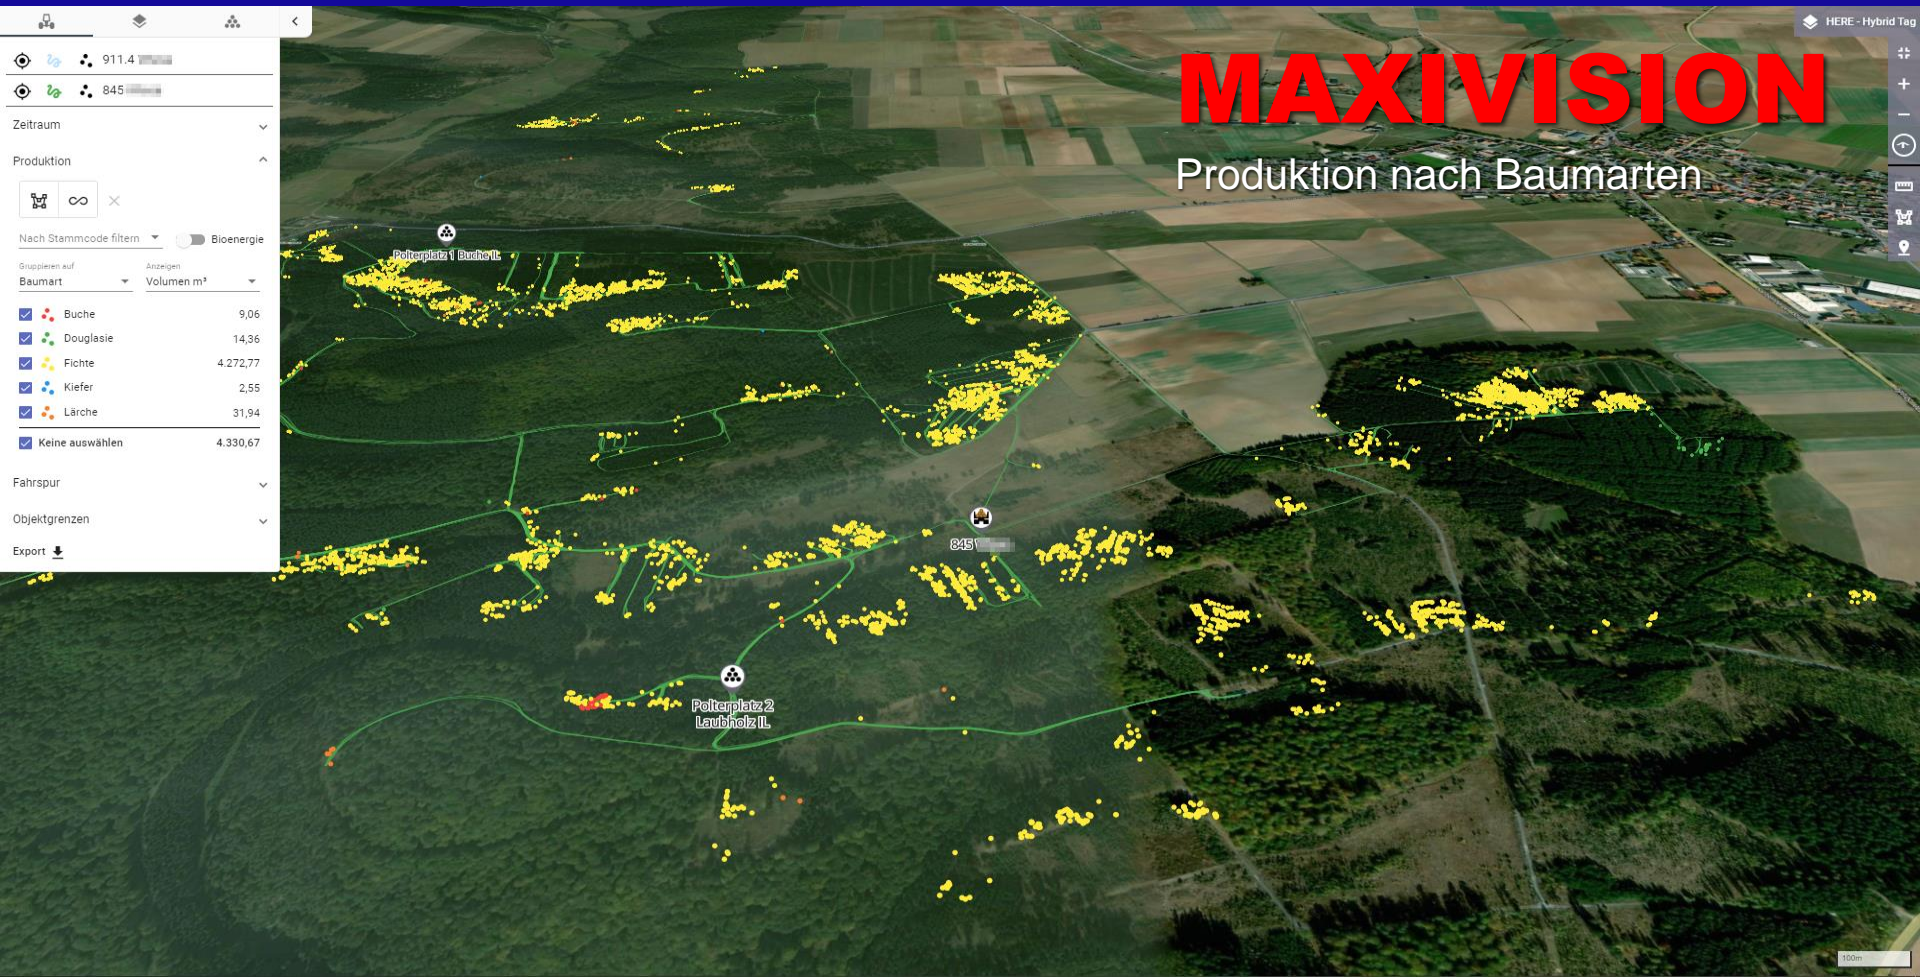 HERE - Hybrid Tag
911.4
845
MAXIVISION
Produktion nach Baumarten
Zeitraum
Produktion
Nach Stammcode filtern
Bioenergie
Gruppieren auf
Anzeigen
Baumart
Volumen m³
Buche 9,06
Douglasie 14,36
Fichte 4.272,77
Kiefer 2,55
Lärche 31,94
Keine auswählen 4.330,67
Fahrspur
Objektgrenzen
Export
Polterplatz 1 Buche IL
845
Polterplatz 2
Laubholz IL
100m